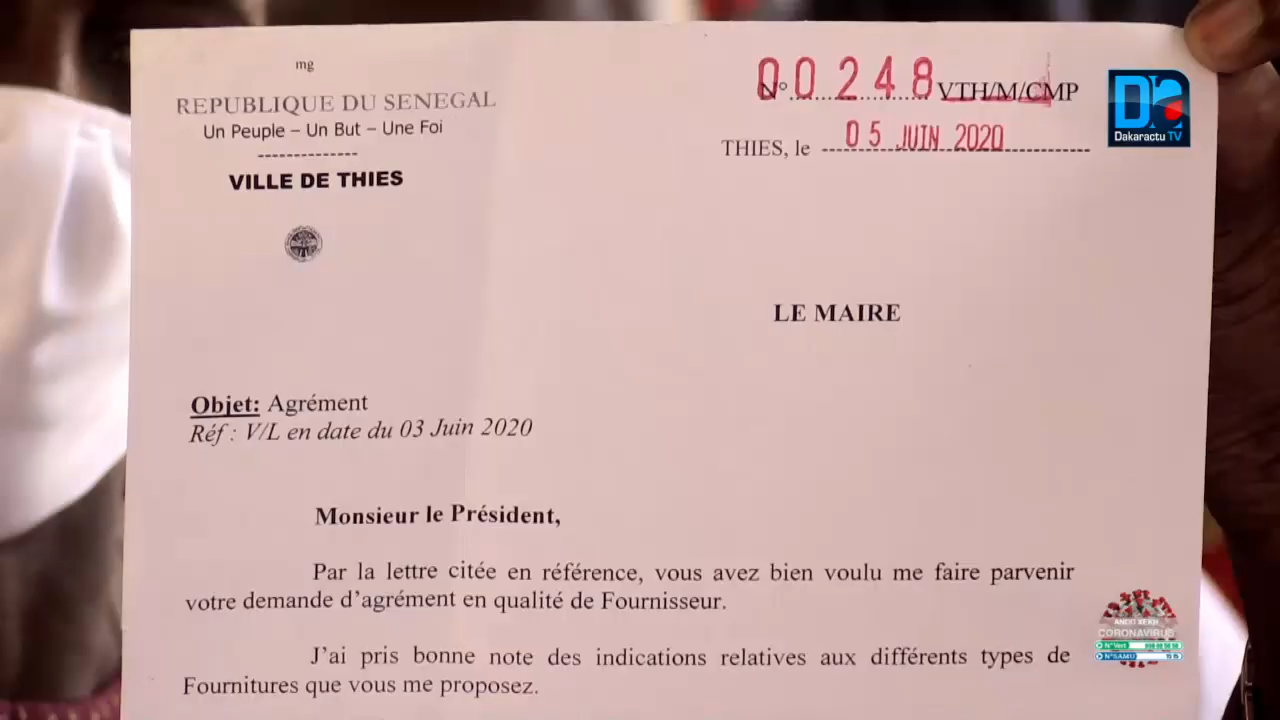 mg
REPUBLIQUE DU SENEGAL
Un Peuple – Un But – Une Foi
-------------
VILLE DE THIES
N° 00248 VTH/M/CMP
THIES, le 05 JUIN 2020
Dakaractu TV
LE MAIRE
Objet: Agrément
Réf : V/L en date du 03 Juin 2020
Monsieur le Président,
Par la lettre citée en référence, vous avez bien voulu me faire parvenir
votre demande d'agrément en qualité de Fournisseur.
J'ai pris bonne note des indications relatives aux différents types de
Fournitures que vous me proposez.
CORONAVIRUS
N°Vert
N°SAMU 1515